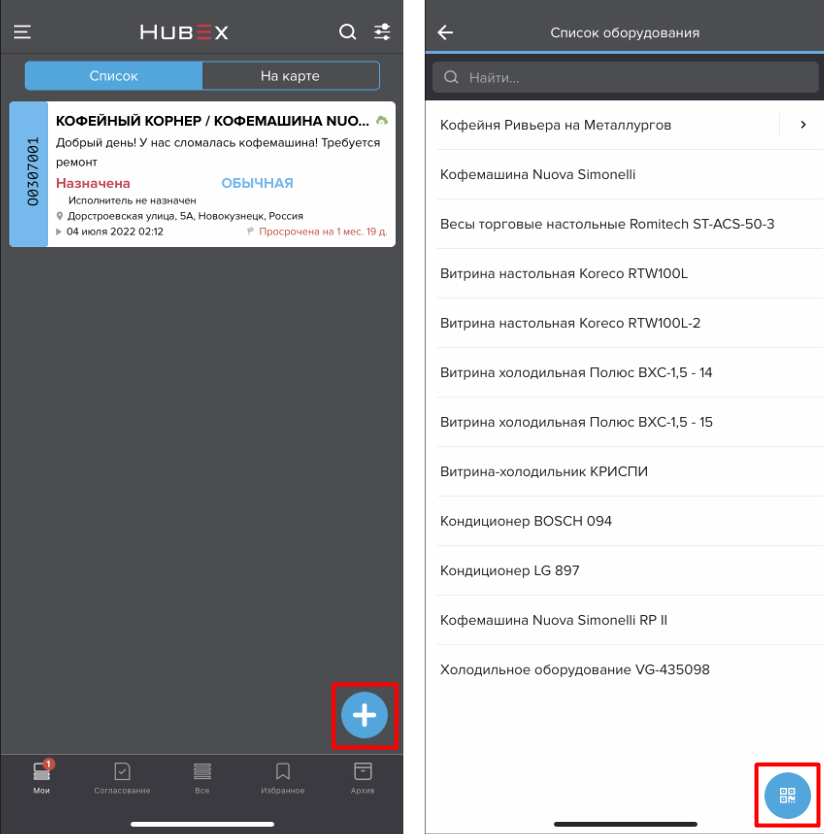 HUBEX
Список
На карте
00307001
КОФЕЙНЫЙ КОРНЕР / КОФЕМАШИНА NUO...
Добрый день! У нас сломалась кофемашина! Требуется
ремонт
Назначена
ОБЫЧНАЯ
Исполнитель не назначен
Дорстроевская улица, 5А, Новокузнецк, Россия
04 июля 2022 02:12
Просрочена на 1 мес. 19 д.
1
Мои
Согласование
Все
Избранное
Архив
Список оборудования
Найти...
Кофейня Ривьера на Металлургов
Кофемашина Nuova Simonelli
Весы торговые настольные Romitech ST-ACS-50-3
Витрина настольная Koreco RTW100L
Витрина настольная Koreco RTW100L-2
Витрина холодильная Полюс ВХС-1,5 - 14
Витрина холодильная Полюс ВХС-1,5 - 15
Витрина-холодильник КРИСПИ
Кондиционер BOSCH 094
Кондиционер LG 897
Кофемашина Nuova Simonelli RP II
Холодильное оборудование VG-435098